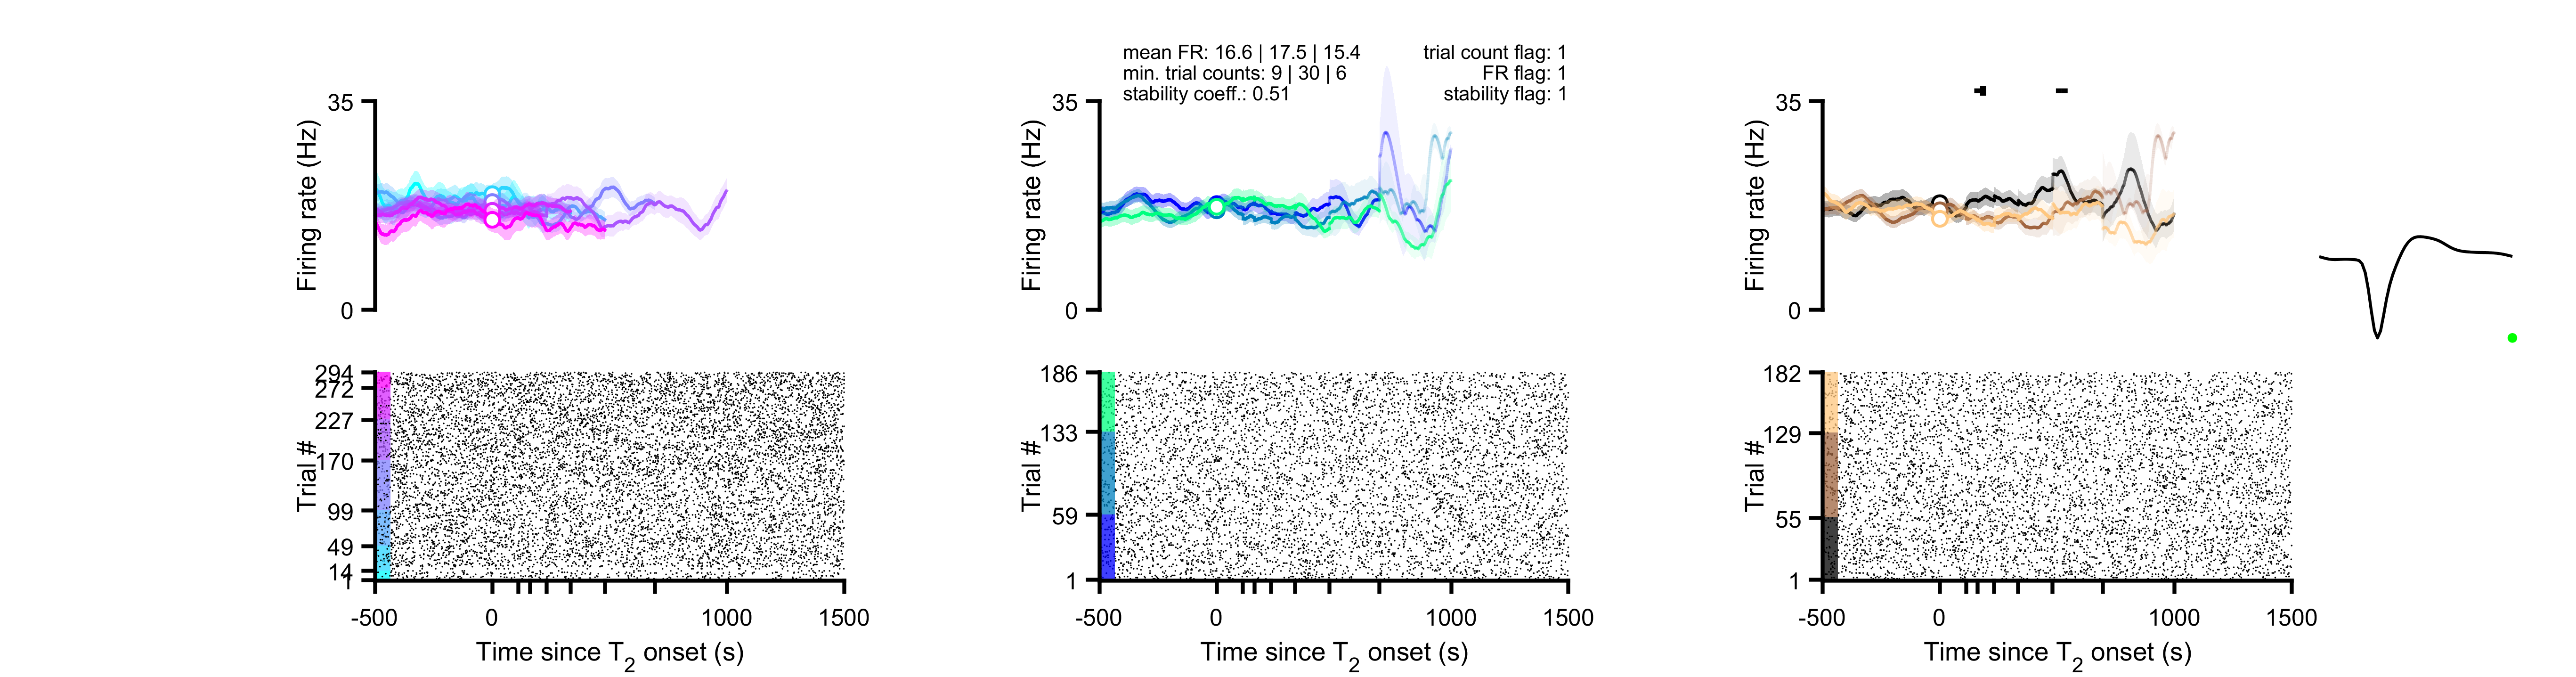 mean FR: 16.6 | 17.5 | 15.4
min. trial counts: 9 | 30 | 6
stability coeff.: 0.51
trial count flag: 1
FR flag: 1
stability flag: 1
35
Firing rate (Hz)
0
35
Firing rate (Hz)
0
35
Firing rate (Hz)
0
294
272
227
170
99
49
14
1
Trial #
-500
0
1000
1500
Time since T2 onset (s)
186
133
59
1
Trial #
-500
0
1000
1500
Time since T2 onset (s)
182
129
55
1
Trial #
-500
0
1000
1500
Time since T2 onset (s)